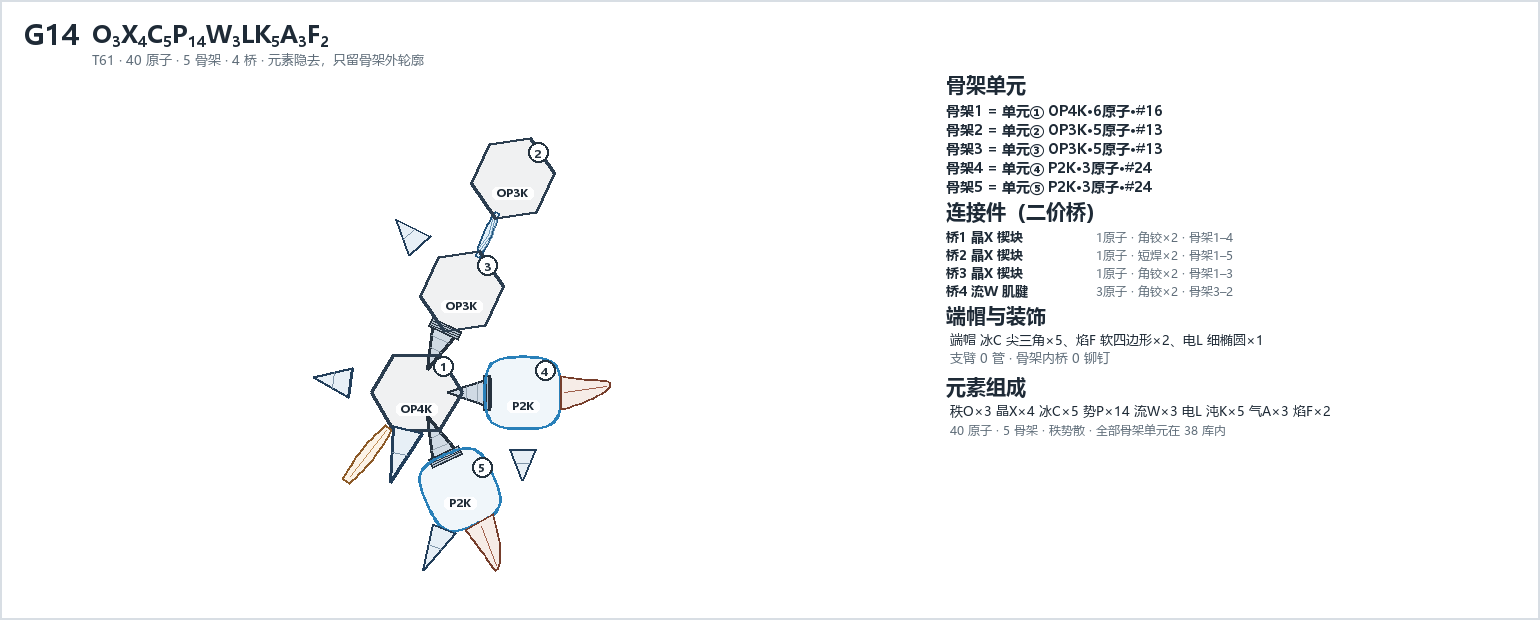 G14 O₃X₄C₅P₁₄W₃LK₅A₃F₂
T61 · 40 原子 · 5 骨架 · 4 桥 · 元素隐去，只留骨架外轮廓
2
OP3K
3
OP3K
1
OP4K
4
P2K
5
P2K
骨架单元
骨架1 = 单元① OP4K•6原子•#16
骨架2 = 单元② OP3K•5原子•#13
骨架3 = 单元③ OP3K•5原子•#13
骨架4 = 单元④ P2K•3原子•#24
骨架5 = 单元⑤ P2K•3原子•#24
连接件（二价桥）
桥1 晶X 楔块 1原子 · 角铰×2 · 骨架1–4
桥2 晶X 楔块 1原子 · 短焊×2 · 骨架1–5
桥3 晶X 楔块 1原子 · 角铰×2 · 骨架1–3
桥4 流W 肌腱 3原子 · 角铰×2 · 骨架3–2
端帽与装饰
端帽 冰C 尖三角×5、焰F 软四边形×2、电L 细椭圆×1
支臂 0 管 · 骨架内桥 0 铆钉
元素组成
秩O×3 晶X×4 冰C×5 势P×14 流W×3 电L 沌K×5 气A×3 焰F×2
40 原子 · 5 骨架 · 秩势散 · 全部骨架单元在 38 库内